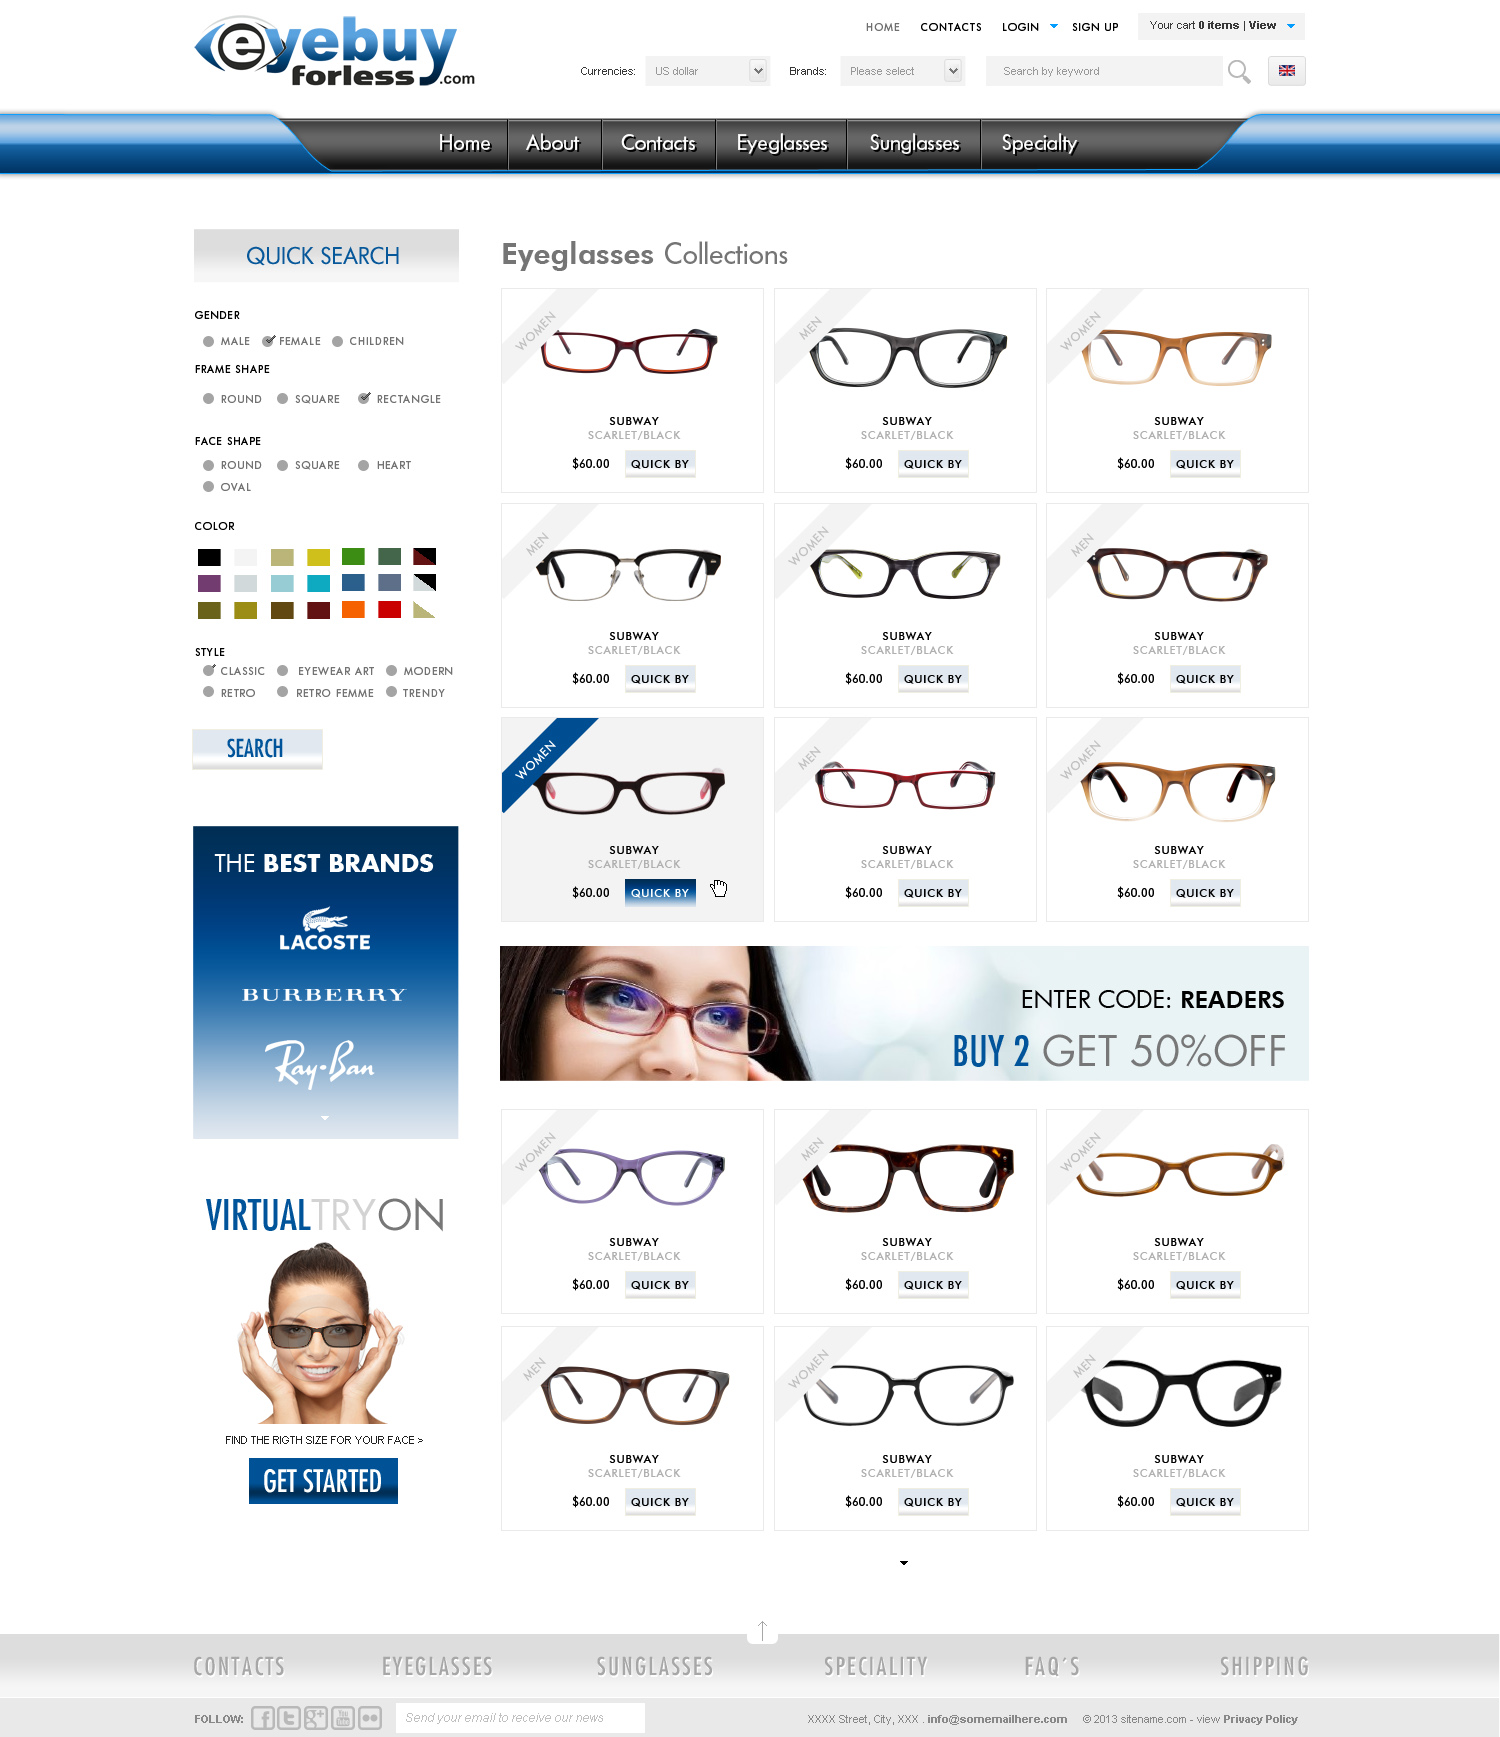 eyebuy
forless.com
HOME CONTACTS LOGIN SIGN UP Your cart 0 items | View
Currencies: US dollar Brands: Please select Search by keyword
Home About Contacts Eyeglasses Sunglasses Specialty
QUICK SEARCH
GENDER
MALE FEMALE CHILDREN
FRAME SHAPE
ROUND SQUARE RECTANGLE
FACE SHAPE
ROUND SQUARE HEART
OVAL
COLOR
STYLE
CLASSIC EYEWEAR ART MODERN
RETRO RETRO FEMME TRENDY
SEARCH
THE BEST BRANDS
LACOSTE
BURBERRY
Ray-Ban
VIRTUALTRYON
FIND THE RIGTH SIZE FOR YOUR FACE >
GET STARTED
Eyeglasses Collections
WOMEN MEN WOMEN
SUBWAY SUBWAY SUBWAY
SCARLET/BLACK SCARLET/BLACK SCARLET/BLACK
$60.00 QUICK BY $60.00 QUICK BY $60.00 QUICK BY
MEN WOMEN MEN
SUBWAY SUBWAY SUBWAY
SCARLET/BLACK SCARLET/BLACK SCARLET/BLACK
$60.00 QUICK BY $60.00 QUICK BY $60.00 QUICK BY
WOMEN MEN WOMEN
SUBWAY SUBWAY SUBWAY
SCARLET/BLACK SCARLET/BLACK SCARLET/BLACK
$60.00 QUICK BY $60.00 QUICK BY $60.00 QUICK BY
ENTER CODE: READERS
BUY 2 GET 50%OFF
WOMEN MEN WOMEN
SUBWAY SUBWAY SUBWAY
SCARLET/BLACK SCARLET/BLACK SCARLET/BLACK
$60.00 QUICK BY $60.00 QUICK BY $60.00 QUICK BY
MEN WOMEN MEN
SUBWAY SUBWAY SUBWAY
SCARLET/BLACK SCARLET/BLACK SCARLET/BLACK
$60.00 QUICK BY $60.00 QUICK BY $60.00 QUICK BY
CONTACTS EYEGLASSES SUNGLASSES SPECIALITY FAQ´S SHIPPING
FOLLOW: You Tube Send your email to receive our news XXXX Street, City, XXX . info@somemailhere.com © 2013 sitename.com - view Privacy Policy